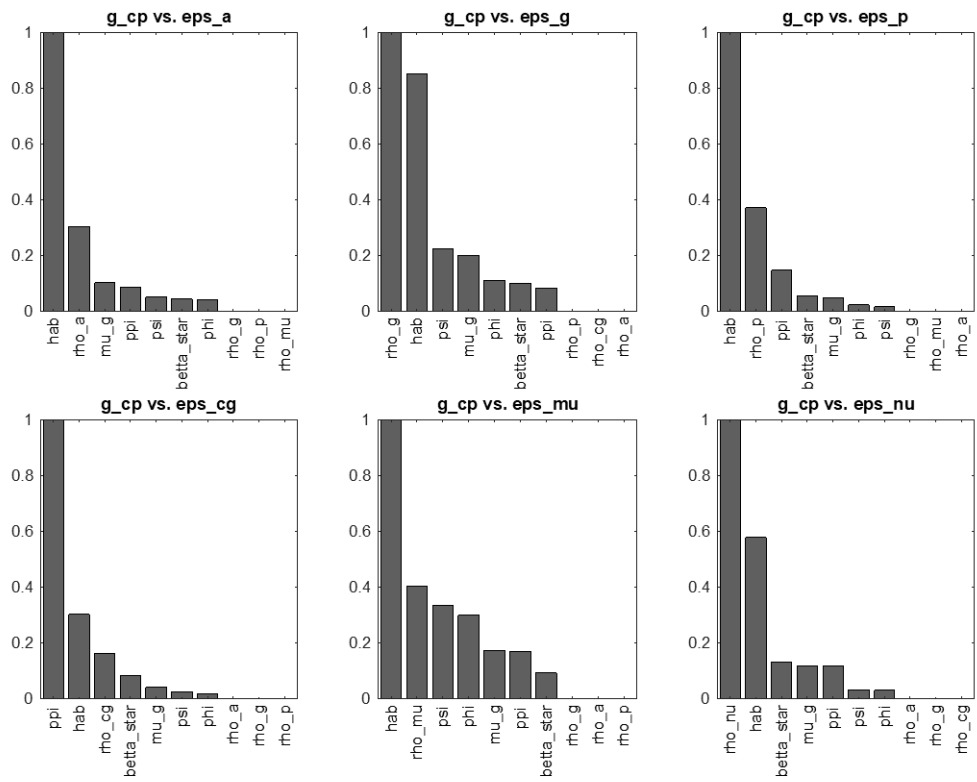 g_cp vs. eps_a
1
0.8
0.6
0.4
0.2
0
hab
rho_a
mu_g
ppi
psi
betta_star
phi
rho_g
rho_p
rho_mu
g_cp vs. eps_g
1
0.8
0.6
0.4
0.2
0
rho_g
hab
psi
mu_g
phi
betta_star
ppi
rho_p
rho_cg
rho_a
g_cp vs. eps_p
1
0.8
0.6
0.4
0.2
0
hab
rho_p
ppi
betta_star
mu_g
phi
psi
rho_g
rho_mu
rho_a
g_cp vs. eps_cg
1
0.8
0.6
0.4
0.2
0
ppi
hab
rho_cg
betta_star
mu_g
psi
phi
rho_a
rho_g
rho_p
g_cp vs. eps_mu
1
0.8
0.6
0.4
0.2
0
hab
rho_mu
psi
phi
mu_g
ppi
betta_star
rho_g
rho_cg
rho_a
g_cp vs. eps_nu
1
0.8
0.6
0.4
0.2
0
rho_nu
hab
betta_star
mu_g
ppi
psi
phi
rho_a
rho_g
rho_cg